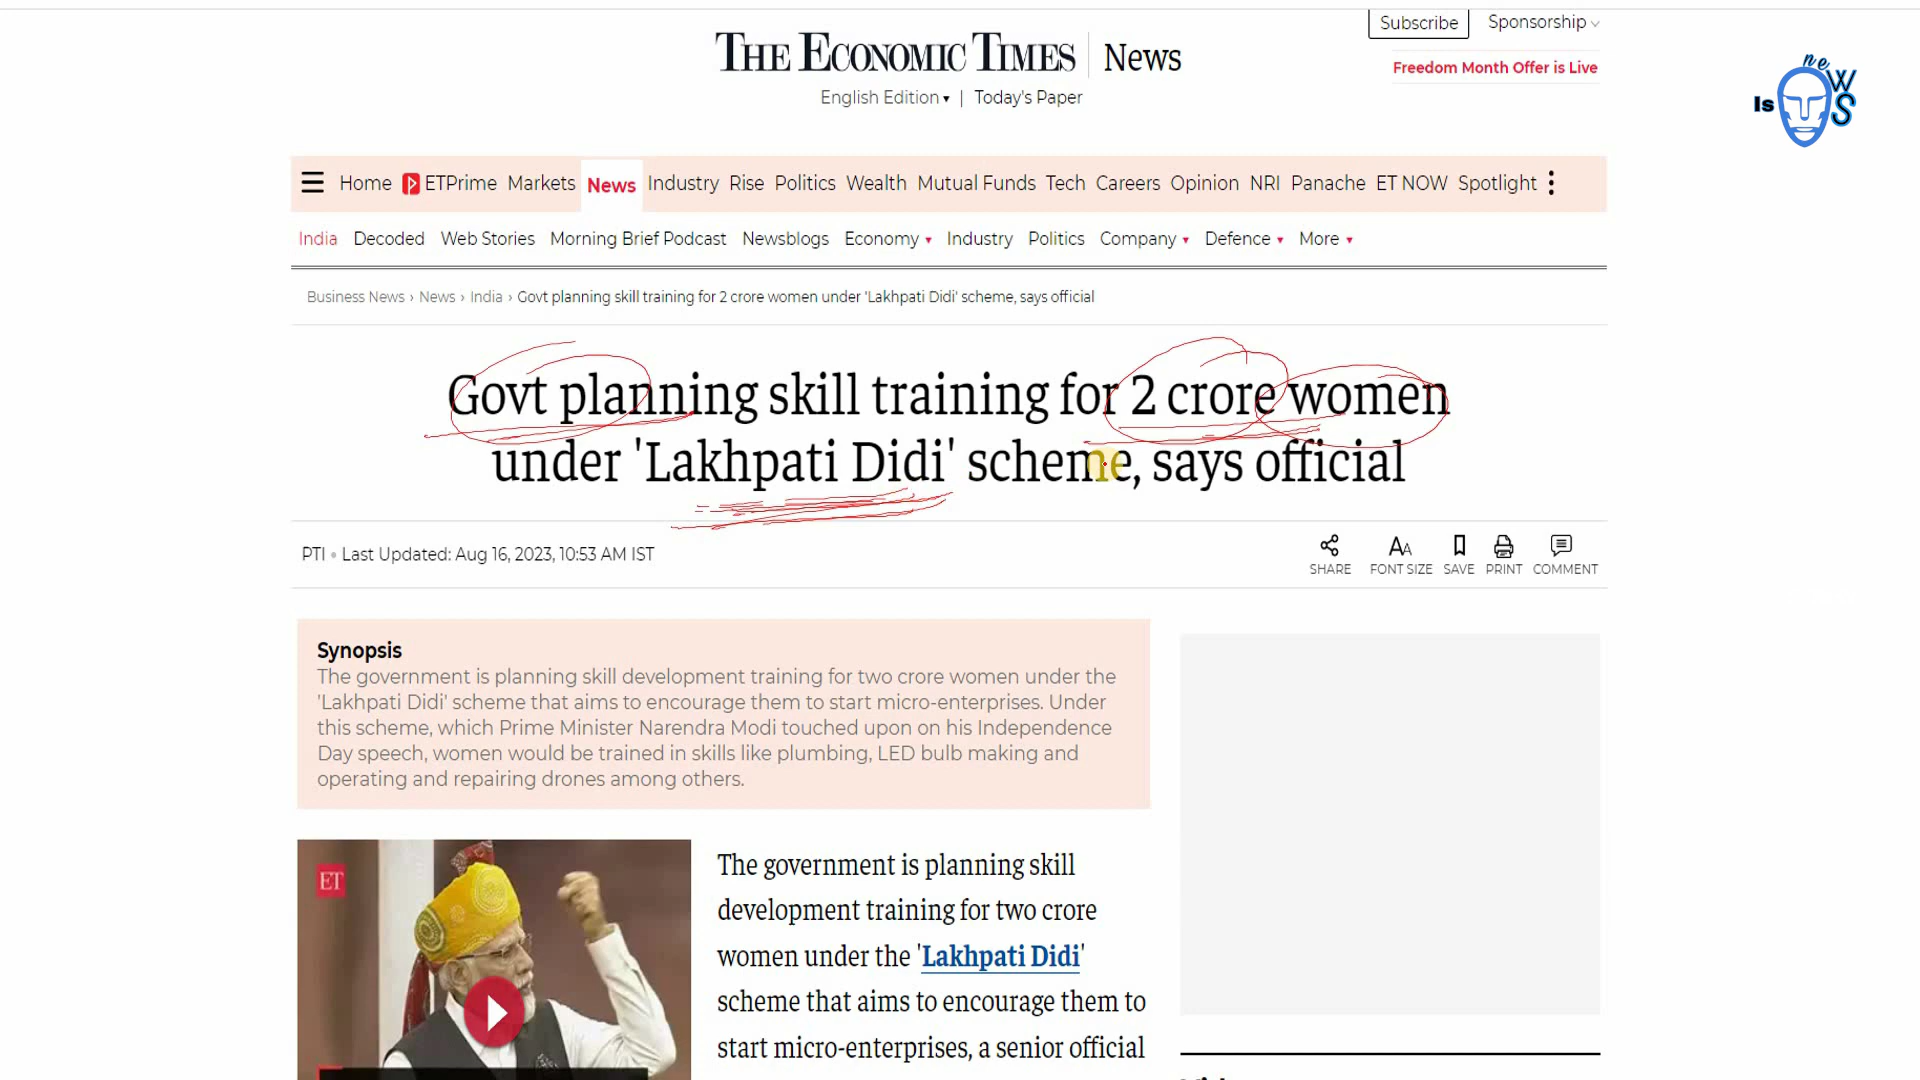 Subscribe
Sponsorship
THE ECONOMIC TIMES | News
Freedom Month Offer is Live
English Edition ▾ | Today's Paper
Is neWS
Home ETPrime Markets News Industry Rise Politics Wealth Mutual Funds Tech Careers Opinion NRI Panache ET NOW Spotlight
India Decoded Web Stories Morning Brief Podcast Newsblogs Economy ▾ Industry Politics Company ▾ Defence ▾ More ▾
Business News › News › India › Govt planning skill training for 2 crore women under 'Lakhpati Didi' scheme, says official
Govt planning skill training for 2 crore women
under 'Lakhpati Didi' scheme, says official
PTI • Last Updated: Aug 16, 2023, 10:53 AM IST
SHARE FONT SIZE SAVE PRINT COMMENT
Synopsis
The government is planning skill development training for two crore women under the
'Lakhpati Didi' scheme that aims to encourage them to start micro-enterprises. Under
this scheme, which Prime Minister Narendra Modi touched upon on his Independence
Day speech, women would be trained in skills like plumbing, LED bulb making and
operating and repairing drones among others.
ET
The government is planning skill
development training for two crore
women under the 'Lakhpati Didi'
scheme that aims to encourage them to
start micro-enterprises, a senior official